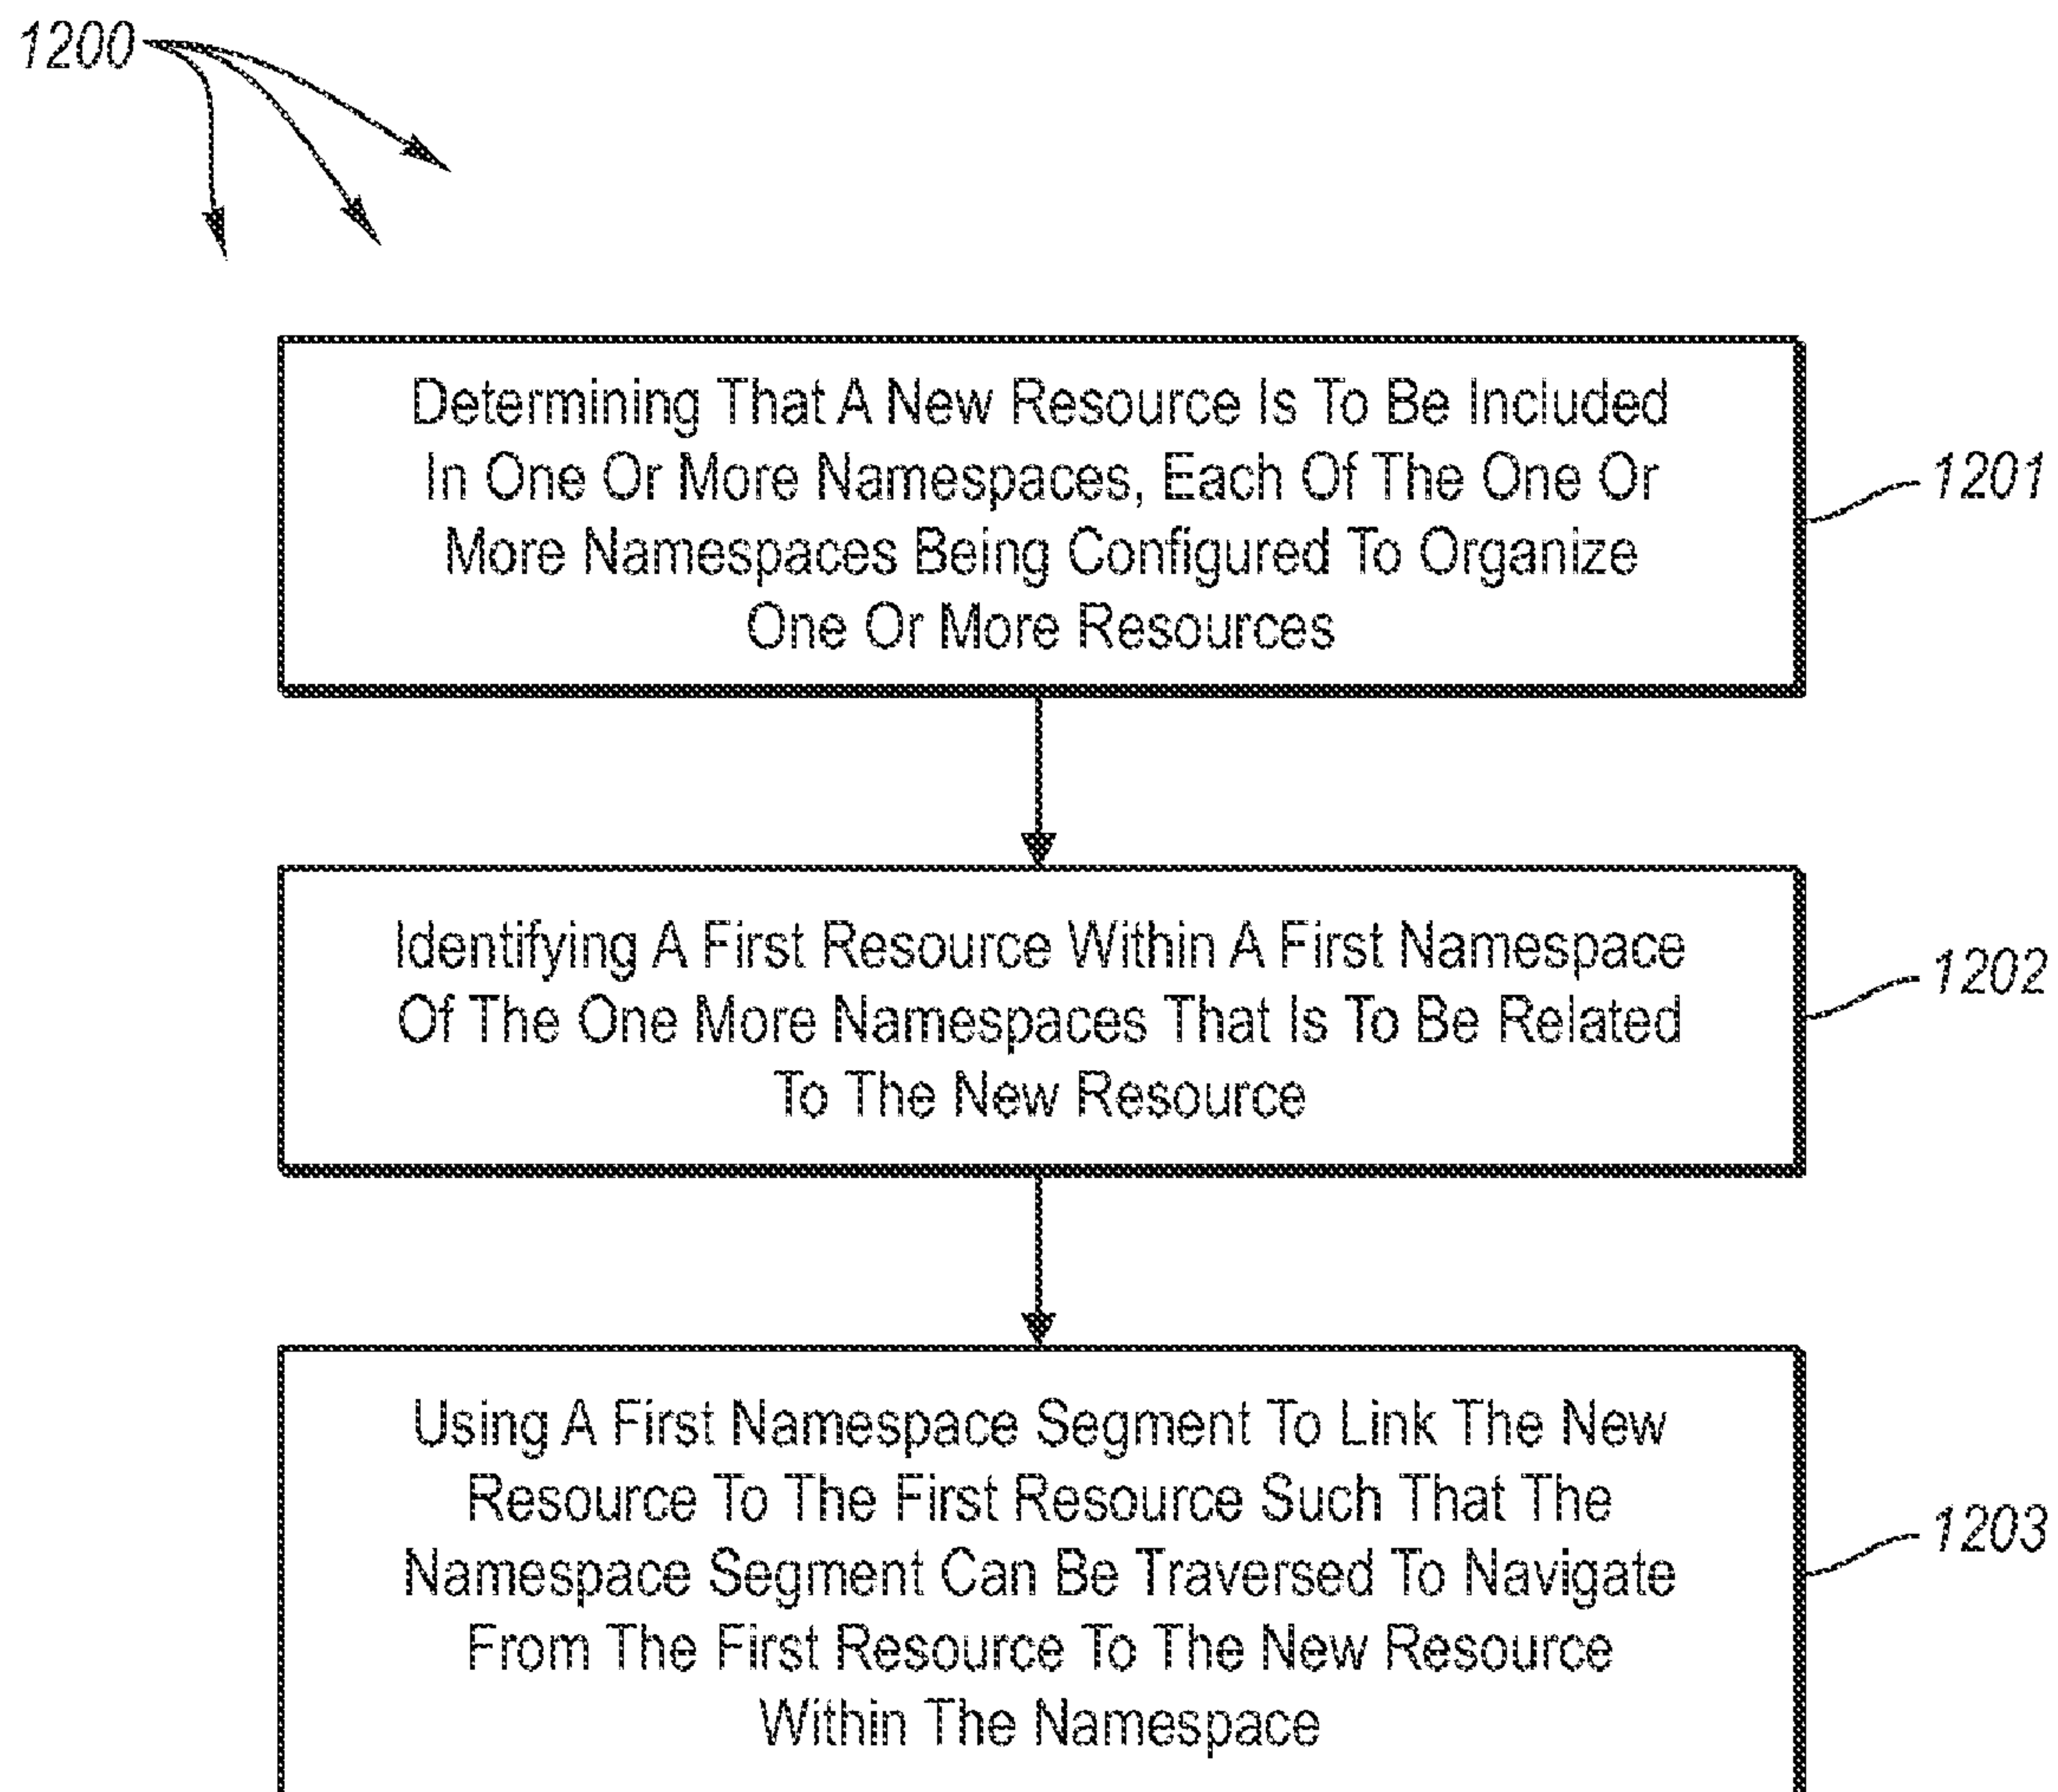 1200
Determining That A New Resource Is To Be Included
In One Or More Namespaces, Each Of The One Or
More Namespaces Being Configured To Organize
One Or More Resources
1201
Identifying A First Resource Within A First Namespace
Of The One More Namespaces That Is To Be Related
To The New Resource
1202
Using A First Namespace Segment To Link The New
Resource To The First Resource Such That The
Namespace Segment Can Be Traversed To Navigate
From The First Resource To The New Resource
Within The Namespace
1203